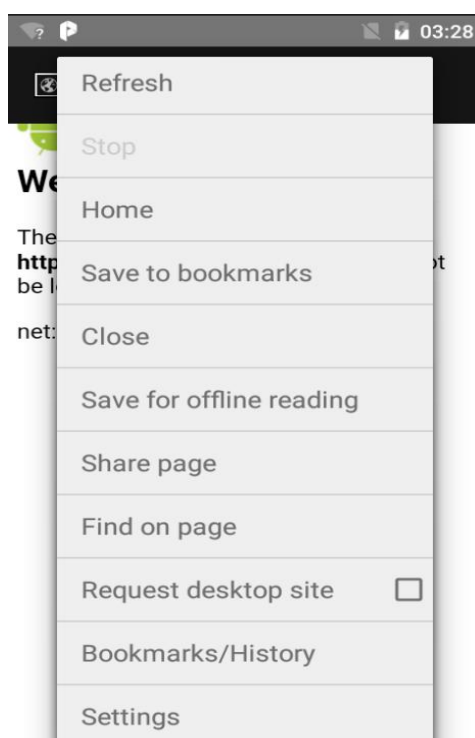 03:28
Refresh
Stop
We
Home
The
http
ot
Save to bookmarks
be l
net:
Close
Save for offline reading
Share page
Find on page
Request desktop site
Bookmarks/History
Settings